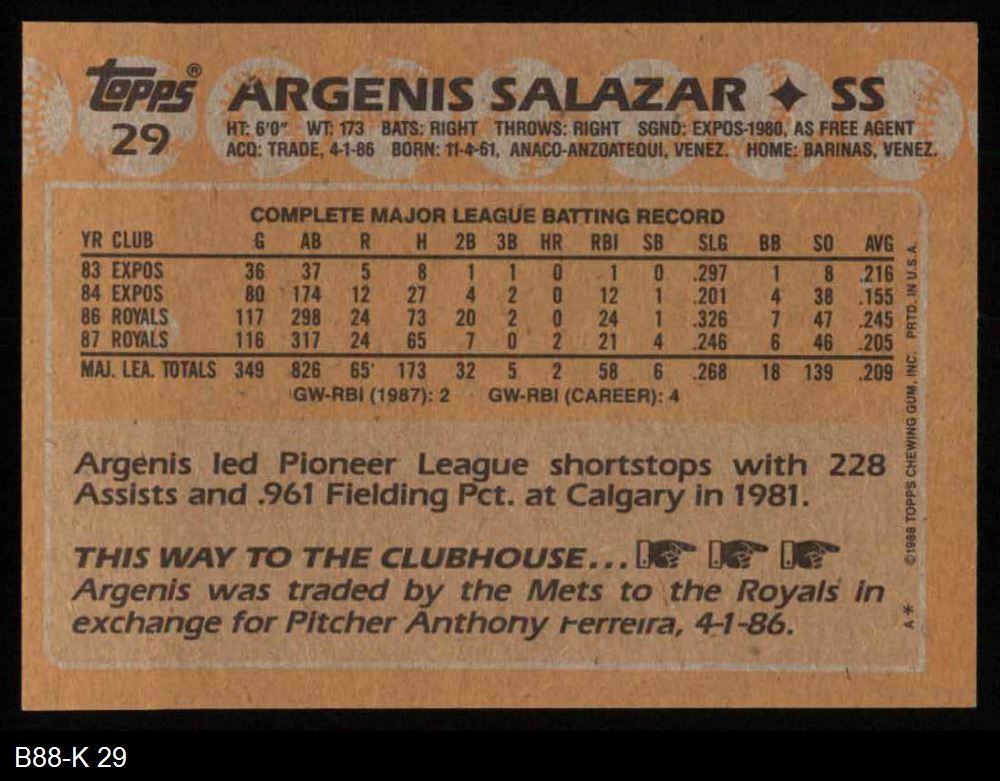 topps® ARGENIS SALAZAR ✦ SS
29
HT: 6'0" WT: 173 BATS: RIGHT THROWS: RIGHT SGND: EXPOS-1980, AS FREE AGENT
ACQ: TRADE, 4-1-86 BORN: 11-4-61, ANACO-ANZOATEQUI, VENEZ. HOME: BARINAS, VENEZ.
COMPLETE MAJOR LEAGUE BATTING RECORD
YR CLUB G AB R H 2B 3B HR RBI SB SLG BB SO AVG
83 EXPOS 36 37 5 8 1 1 0 1 0 .297 1 8 .216
84 EXPOS 80 174 12 27 4 2 0 12 1 .201 4 38 .155
86 ROYALS 117 298 24 73 20 2 0 24 1 .326 7 47 .245
87 ROYALS 116 317 24 65 7 0 2 21 4 .246 6 46 .205
MAJ. LEA. TOTALS 349 826 65 173 32 5 2 58 6 .268 18 139 .209
GW-RBI (1987): 2 GW-RBI (CAREER): 4
Argenis led Pioneer League shortstops with 228
Assists and .961 Fielding Pct. at Calgary in 1981.
THIS WAY TO THE CLUBHOUSE...
Argenis was traded by the Mets to the Royals in
exchange for Pitcher Anthony Ferreira, 4-1-86.
A* ©1988 TOPPS CHEWING GUM, INC. PRTD. IN U.S.A.
B88-K 29